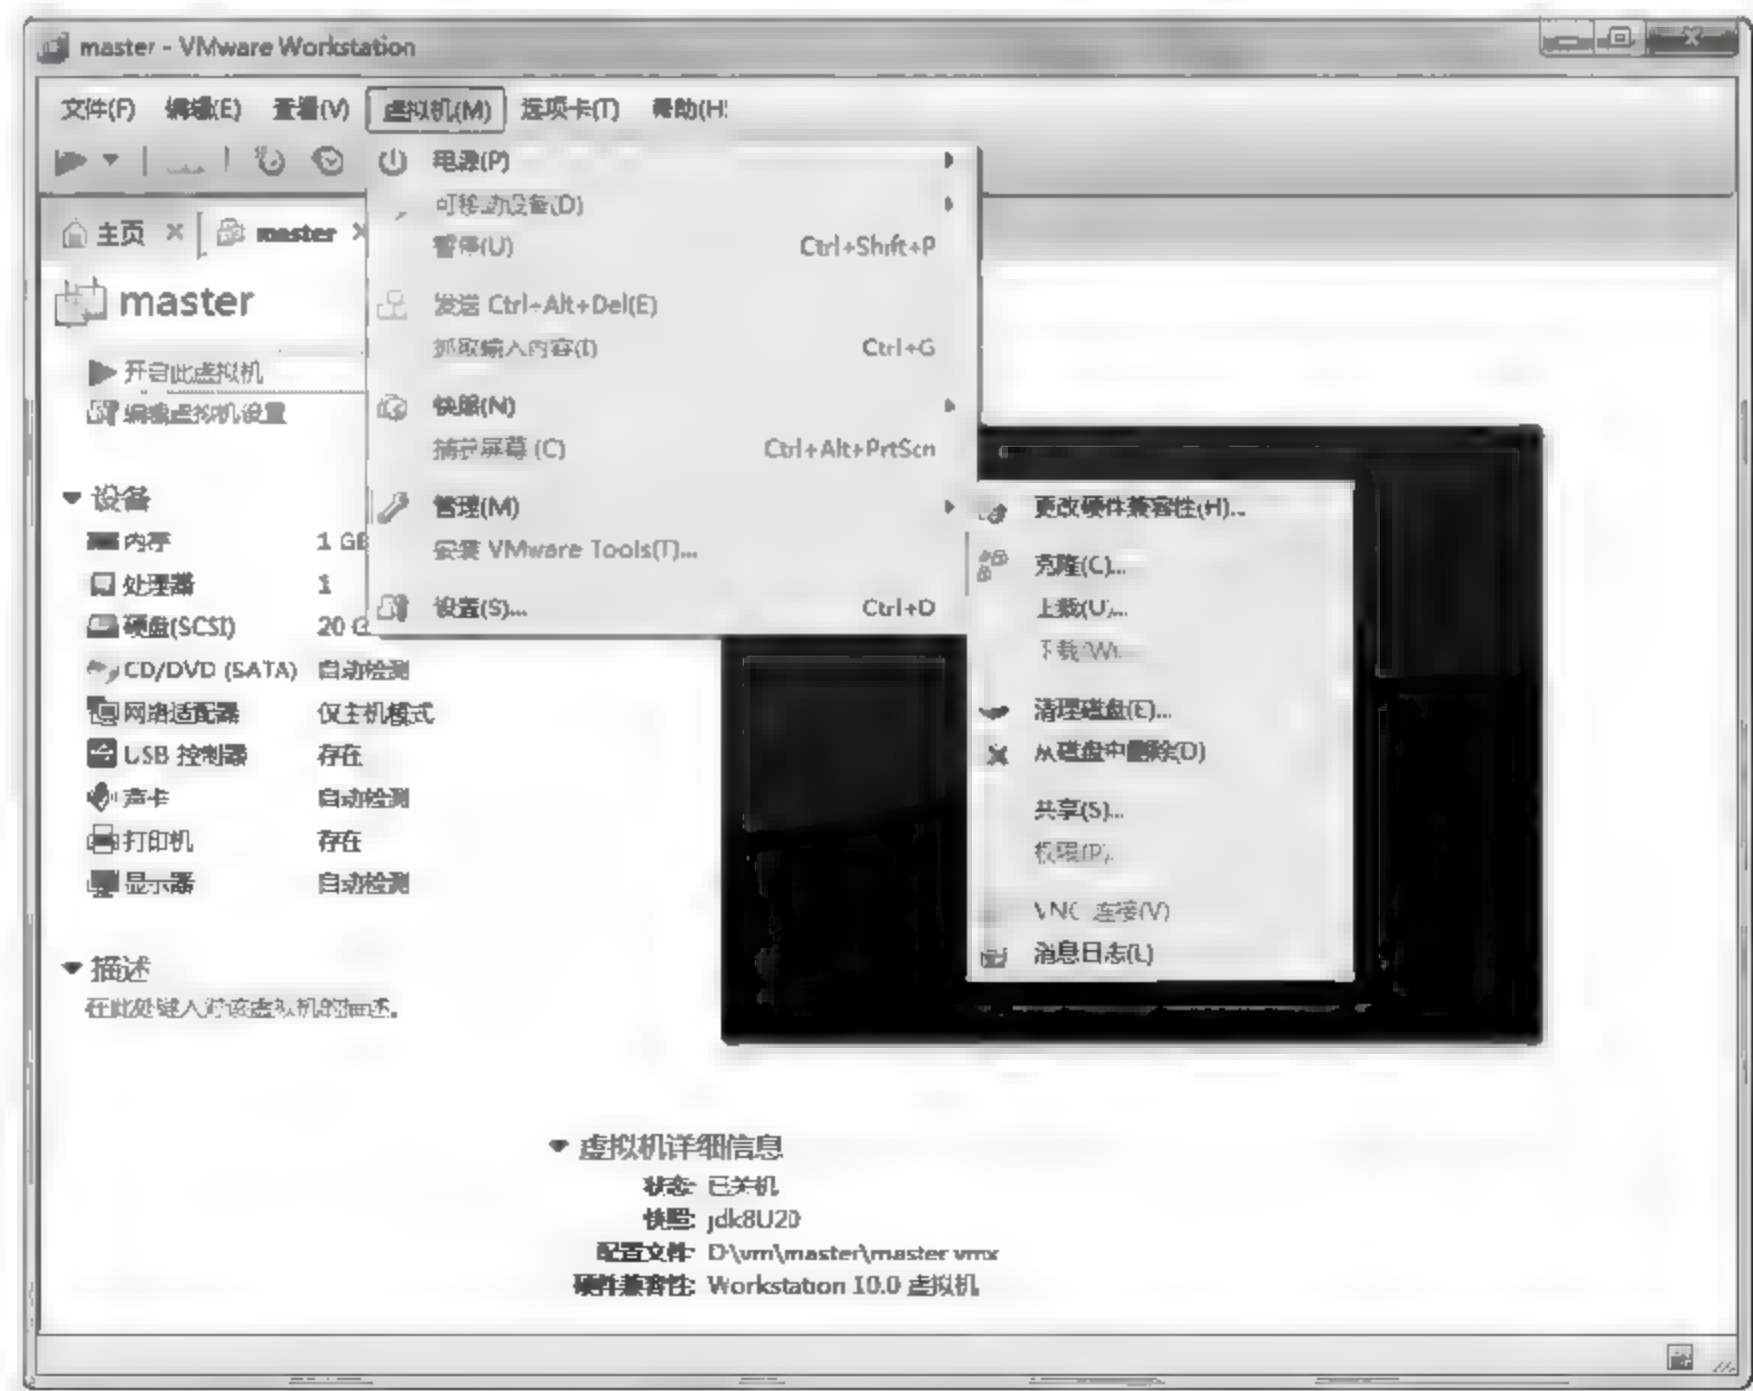 master - VMware Workstation
文件(F) 编辑(E) 查看(V) 虚拟机(M) 选项卡(T) 帮助(H)
主页 master
master
开启此虚拟机
编辑虚拟机设置
设备
内存 1 GB
处理器 1
硬盘(SCSI) 20 G
CD/DVD (SATA) 自动检测
网络适配器 仅主机模式
USB 控制器 存在
声卡 自动检测
打印机 存在
显示器 自动检测
描述
在此处键入对该虚拟机的描述。
电源(P)
可移动设备(D)
暂停(U) Ctrl+Shift+P
发送 Ctrl+Alt+Del(E)
抓取输入内容(I) Ctrl+G
快照(N)
捕获屏幕 (C) Ctrl+Alt+PrtScn
管理(M)
安装 VMware Tools(T)...
设置(S)... Ctrl+D
更改硬件兼容性(H)...
克隆(C)...
上载(U)...
下载(W)...
清理磁盘(E)...
从磁盘中删除(D)
共享(S)...
权限(P)
VNC 连接(V)
消息日志(L)
虚拟机详细信息
状态: 已关机
快照: jdk8U20
配置文件: D:\vm\master\master.vmx
硬件兼容性: Workstation 10.0 虚拟机